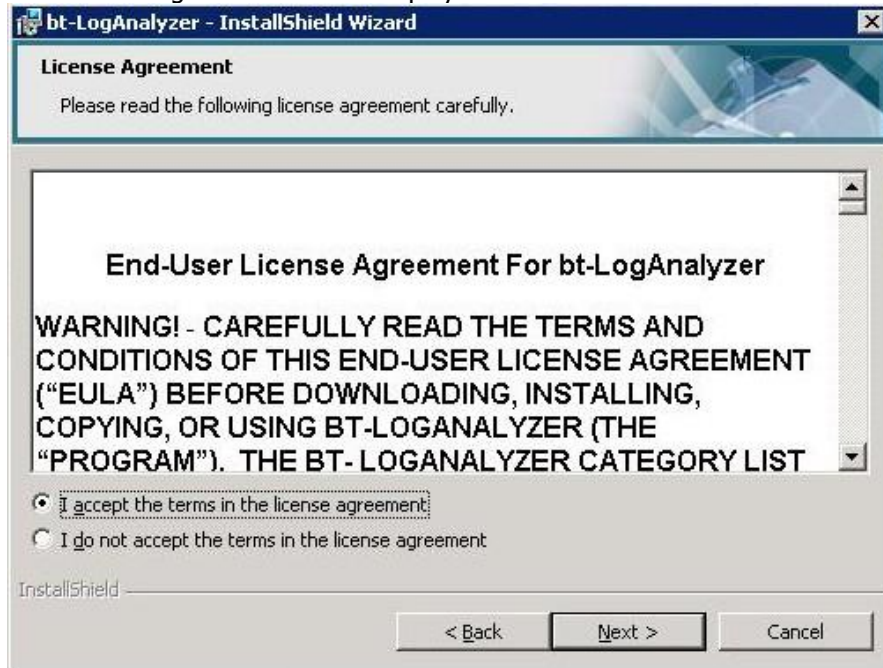 bt-LogAnalyzer - InstallShield Wizard
License Agreement
Please read the following license agreement carefully.
End-User License Agreement For bt-LogAnalyzer
WARNING! - CAREFULLY READ THE TERMS AND
CONDITIONS OF THIS END-USER LICENSE AGREEMENT
(“EULA”) BEFORE DOWNLOADING, INSTALLING,
COPYING, OR USING BT-LOGANALYZER (THE
“PROGRAM”). THE BT- LOGANALYZER CATEGORY LIST
I accept the terms in the license agreement
I do not accept the terms in the license agreement
InstallShield
< Back Next > Cancel